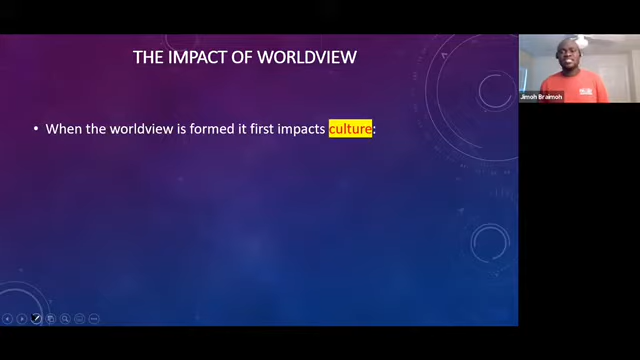 THE IMPACT OF WORLDVIEW
• When the worldview is formed it first impacts culture:
Jimoh Braimoh